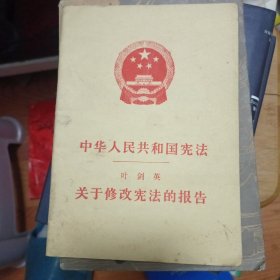 中华人民共和国宪法
叶剑英
关于修改宪法的报告